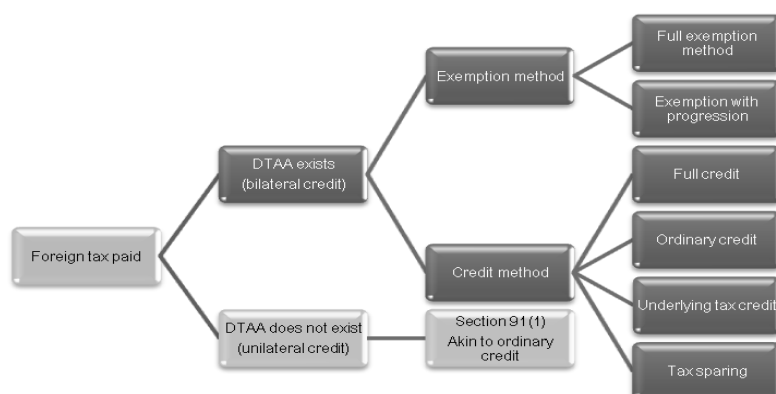 Foreign tax paid
DTAA exists
(bilateral credit)
Exemption method
Full exemption
method
Exemption with
progression
Credit method
Full credit
Ordinary credit
Underlying tax credit
Tax sparing
DTAA does not exist
(unilateral credit)
Section 91 (1)
Akin to ordinary
credit